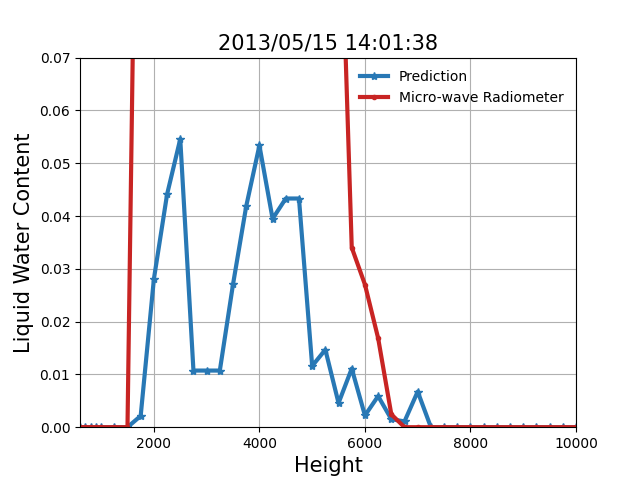 2013/05/15 14:01:38
0.07
0.06
0.05
0.04
0.03
0.02
0.01
0.00
Liquid Water Content
Prediction
Micro-wave Radiometer
2000 4000 6000 8000 10000
Height